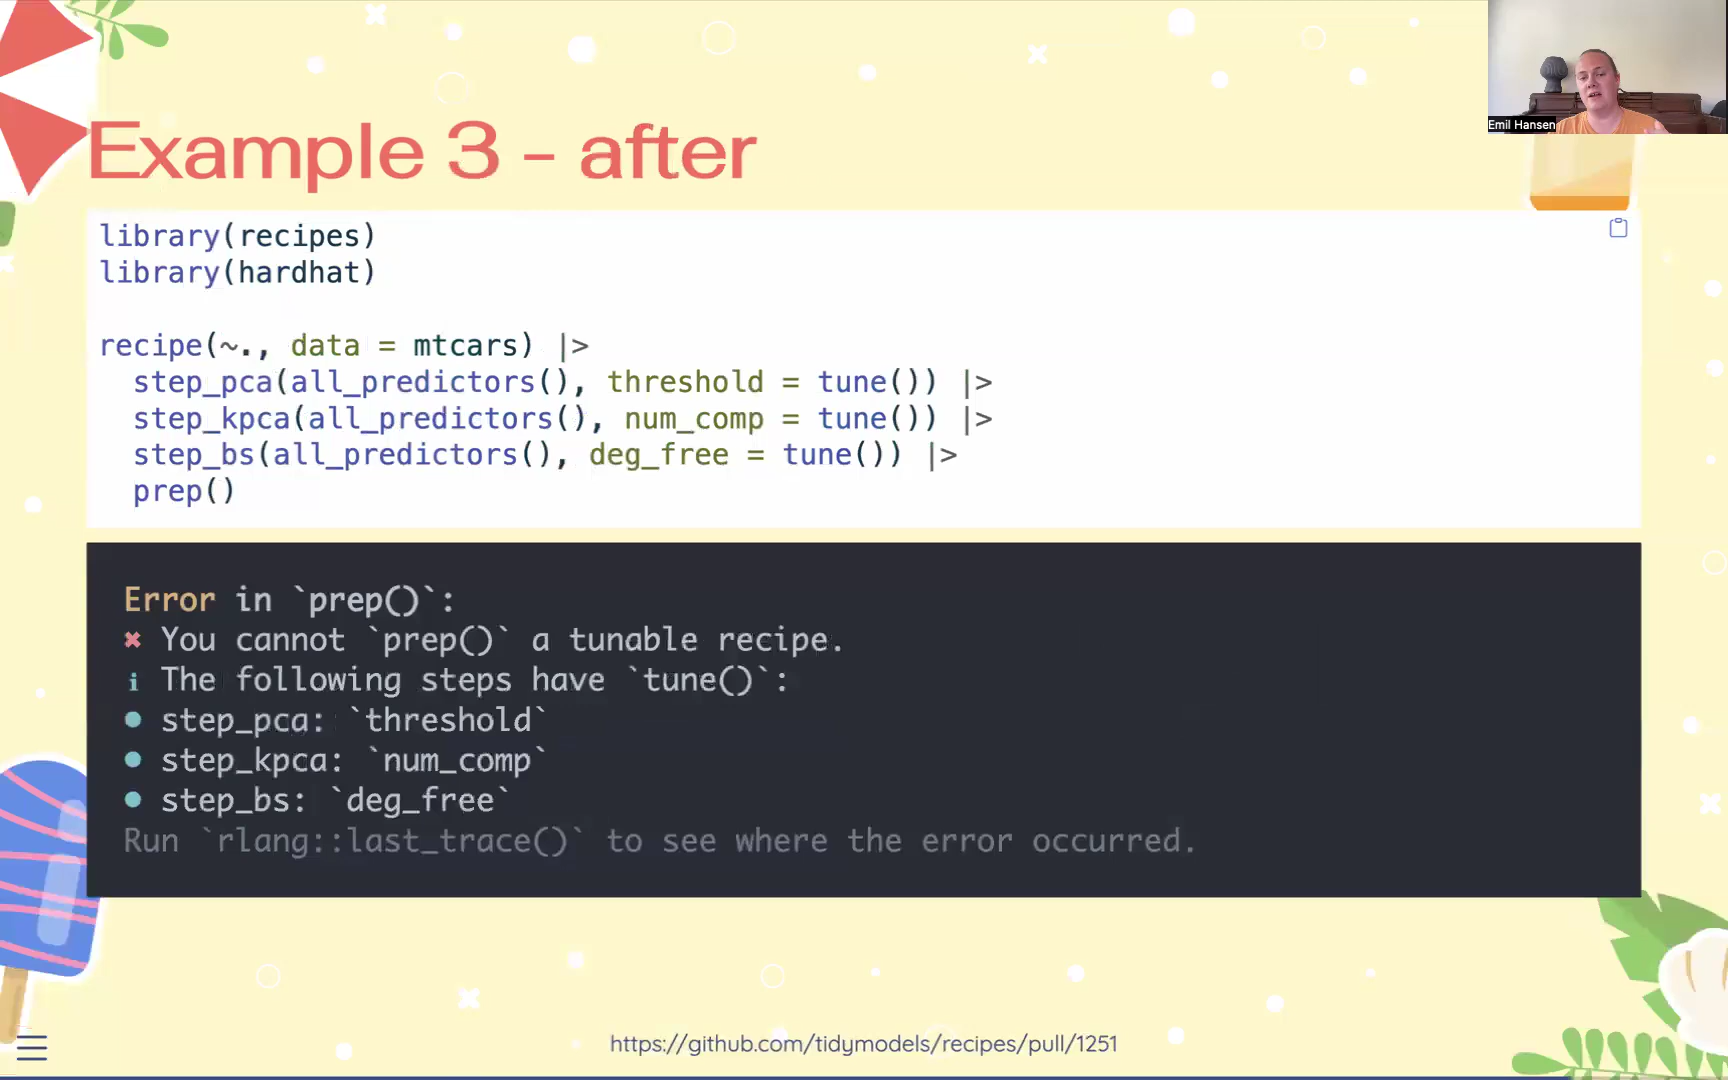 Emil Hansen
Example 3 - after
library(recipes)
library(hardhat)
recipe(~., data = mtcars) |>
  step_pca(all_predictors(), threshold = tune()) |>
  step_kpca(all_predictors(), num_comp = tune()) |>
  step_bs(all_predictors(), deg_free = tune()) |>
  prep()
Error in `prep()`:
✖ You cannot `prep()` a tunable recipe.
ℹ The following steps have `tune()`:
• step_pca: `threshold`
• step_kpca: `num_comp`
• step_bs: `deg_free`
Run `rlang::last_trace()` to see where the error occurred.
https://github.com/tidymodels/recipes/pull/1251